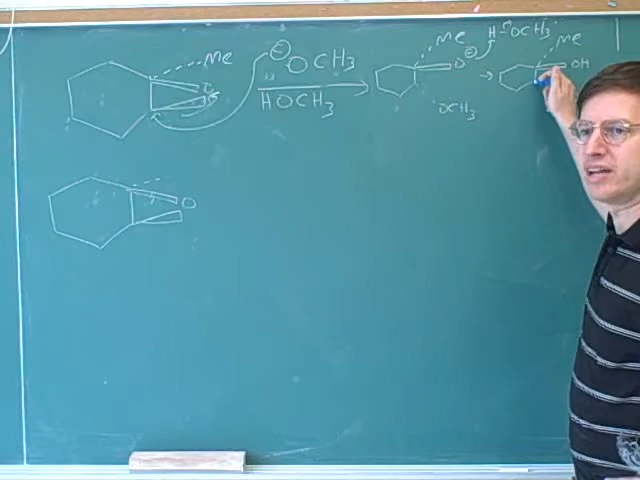 Me ⊖OCH₃ Me ⊖ H-OCH₃ Me
O HOCH₃ O OH
OCH₃
O